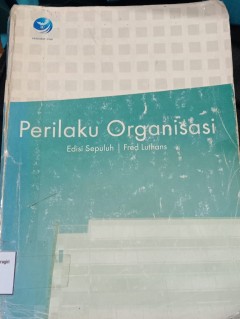 Perilaku Organisasi
Edisi Sepuluh | Fred Luthans